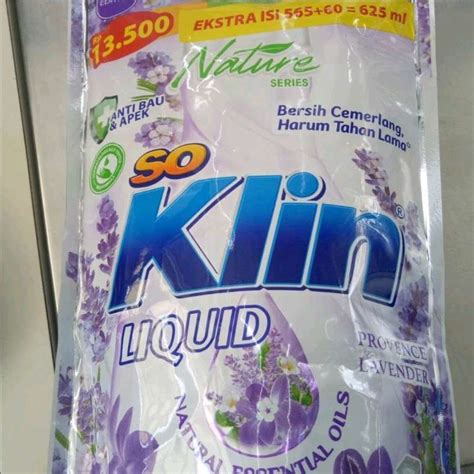 Rp
13.500
EKSTRA ISI 565+60 = 625 ml
Nature
SERIES
ANTI BAU
& APEK
Bersih Cemerlang,
Harum Tahan Lama
SO
Klin®
LIQUID
PROVENCE
LAVENDER
NATURAL ESSENTIAL OILS